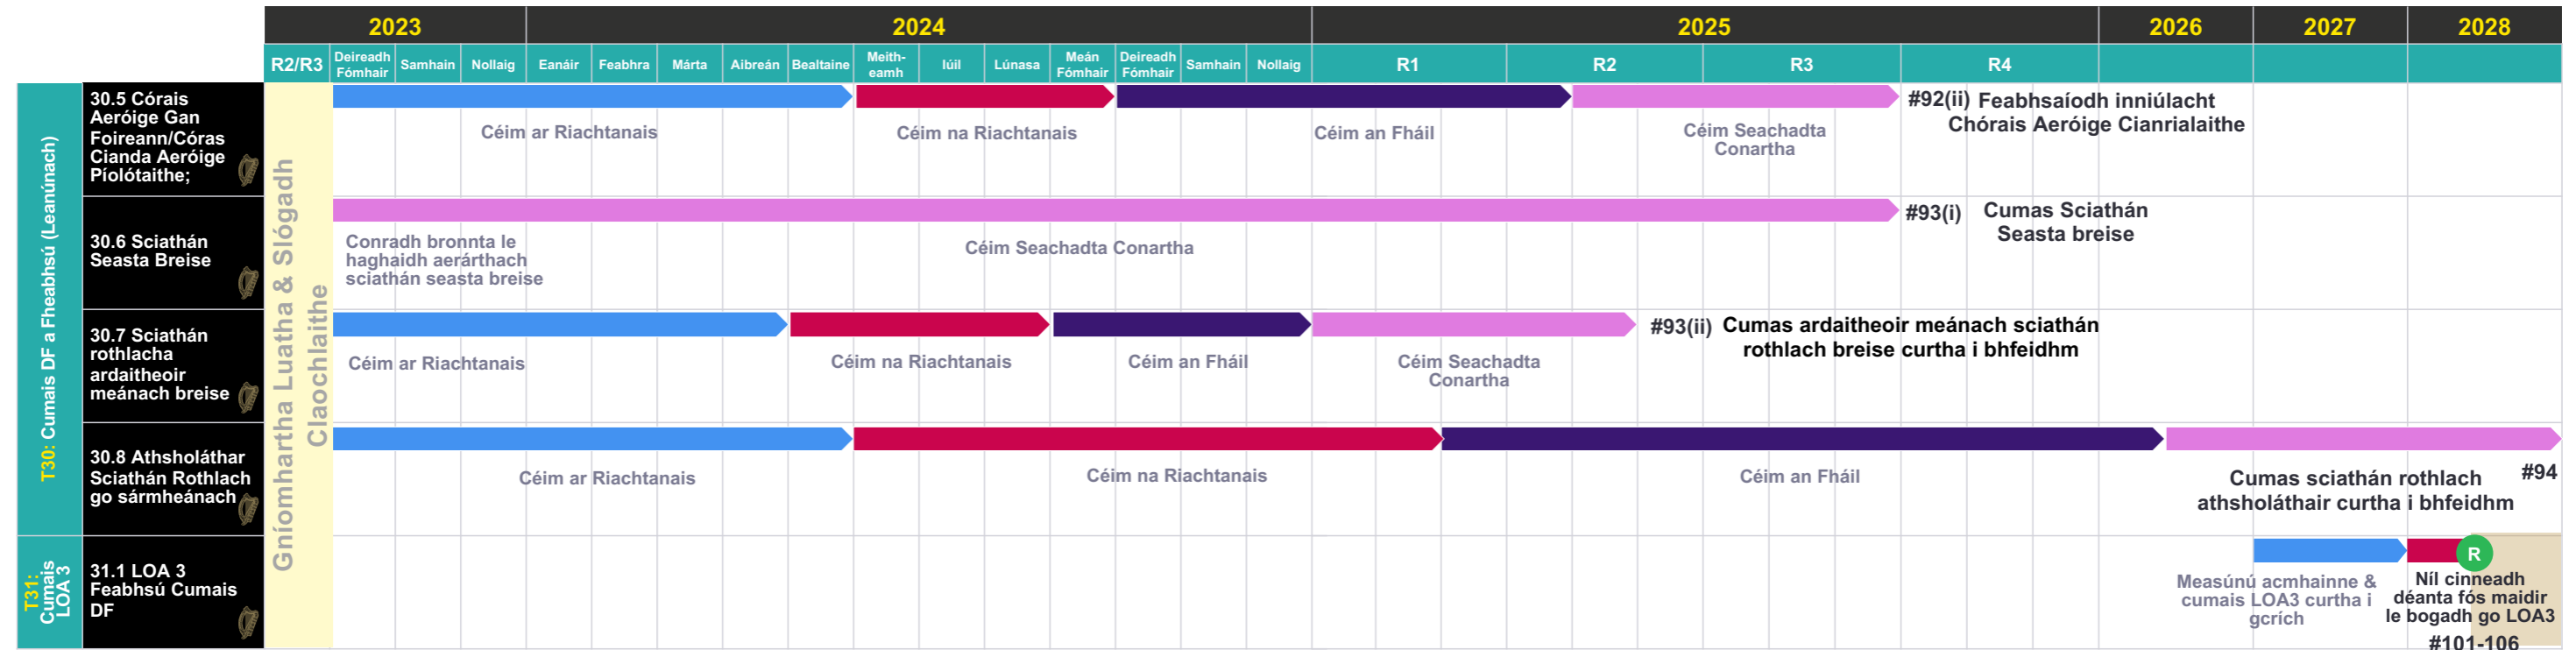 2023 2024 2025 2026 2027 2028
R2/R3 Deireadh Fómhair Samhain Nollaig Eanáir Feabhra Márta Aibreán Bealtaine Meith-eamh Iúil Lúnasa Meán Fómhair Deireadh Fómhair Samhain Nollaig R1 R2 R3 R4
T30: Cumais DF a Fheabhsú (Leanúnach)
Gníomhartha Luatha & Slógadh
Claochlaithe
30.5 Córais
Aeróige Gan
Foireann/Córas
Cianda Aeróige
Píolótaithe;
Céim ar Riachtanais
Céim na Riachtanais
Céim an Fháil
Céim Seachadta
Conartha
#92(ii) Feabhsaíodh inniúlacht
Chórais Aeróige Cianrialaithe
30.6 Sciathán
Seasta Breise
Conradh bronnta le
haghaidh aerárthach
sciathán seasta breise
Céim Seachadta Conartha
#93(i) Cumas Sciathán
Seasta breise
30.7 Sciathán
rothlacha
ardaitheoir
meánach breise
Céim ar Riachtanais
Céim na Riachtanais
Céim an Fháil
Céim Seachadta
Conartha
#93(ii) Cumas ardaitheoir meánach sciathán
rothlach breise curtha i bhfeidhm
30.8 Athsholáthar
Sciathán Rothlach
go sármheánach
Céim ar Riachtanais
Céim na Riachtanais
Céim an Fháil
Cumas sciathán rothlach
athsholáthair curtha i bhfeidhm
#94
T31:
Cumais
LOA 3
31.1 LOA 3
Feabhsú Cumais
DF
Measúnú acmhainne &
cumais LOA3 curtha i
gcrích
R
Níl cinneadh
déanta fós maidir
le bogadh go LOA3
#101-106